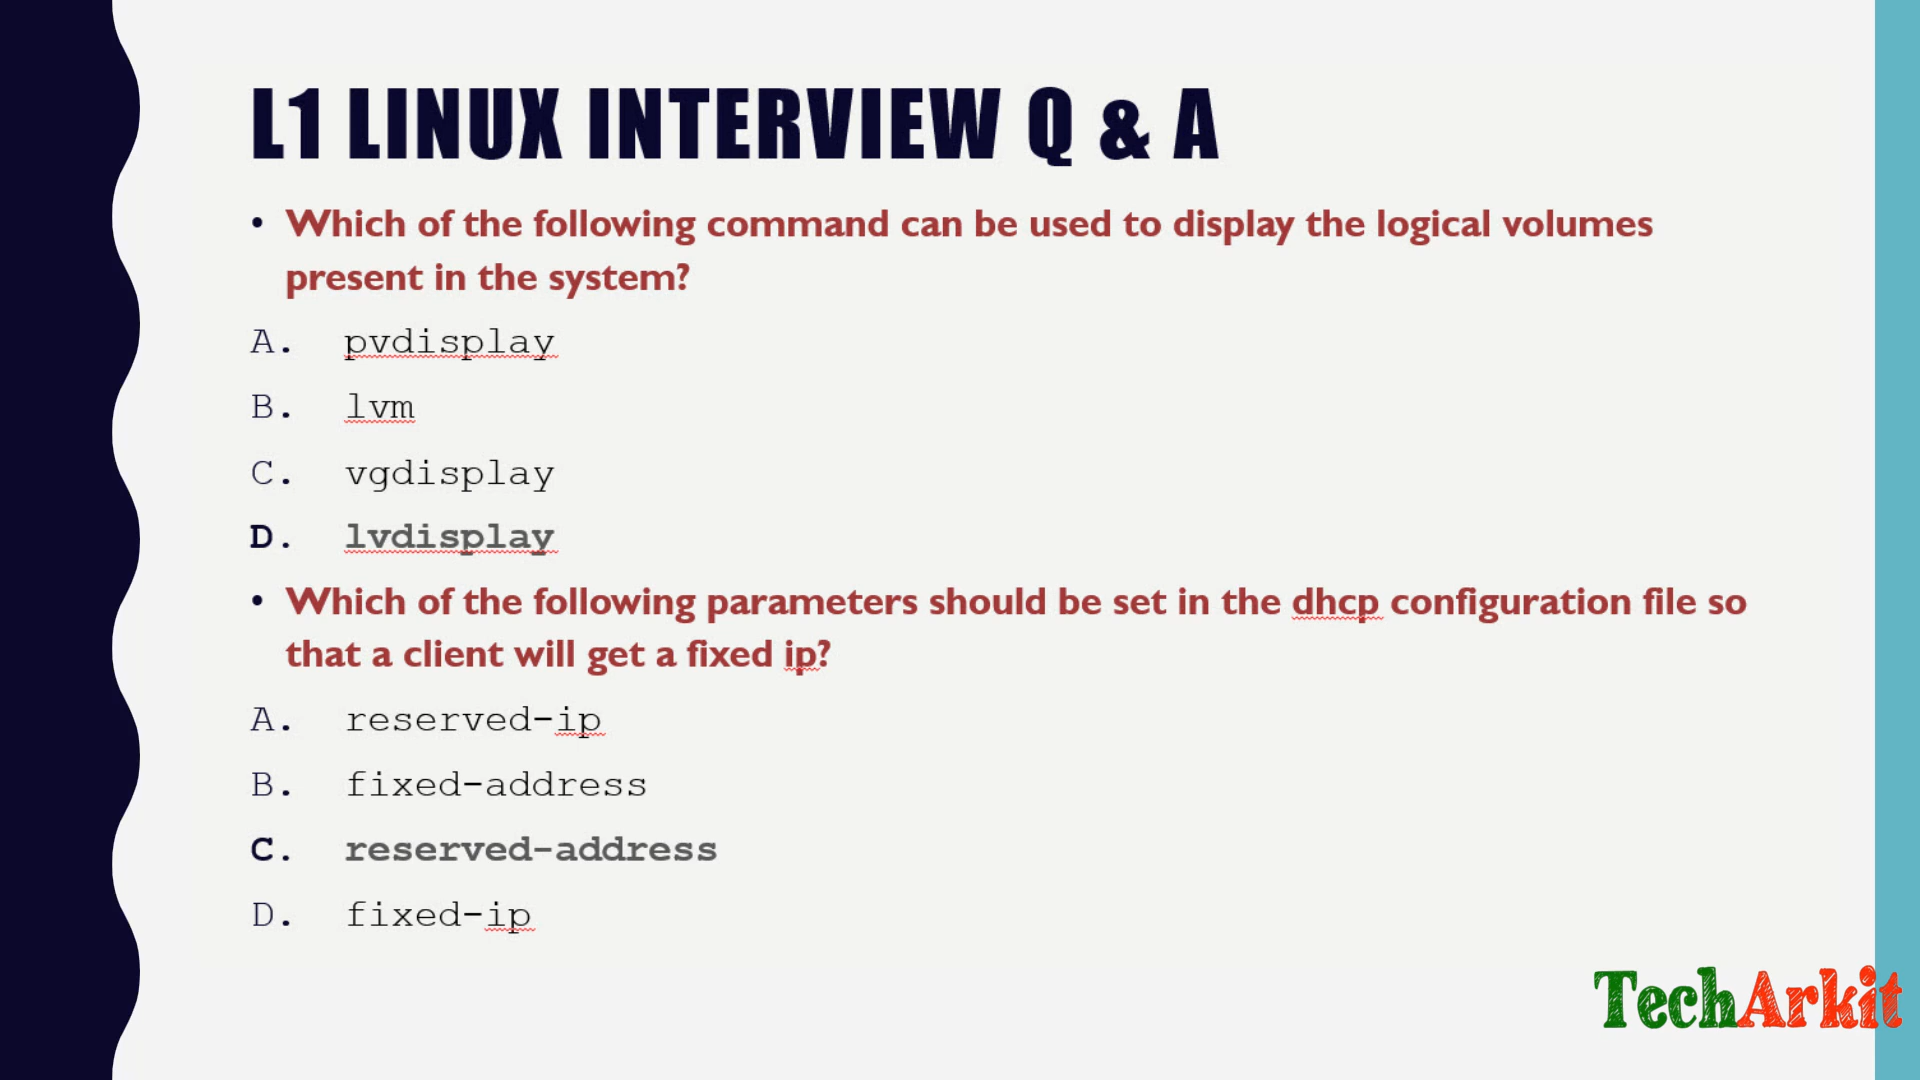 L1 LINUX INTERVIEW Q & A
• Which of the following command can be used to display the logical volumes
present in the system?
A. pvdisplay
B. lvm
C. vgdisplay
D. lvdisplay
• Which of the following parameters should be set in the dhcp configuration file so
that a client will get a fixed ip?
A. reserved-ip
B. fixed-address
C. reserved-address
D. fixed-ip
TechArkit